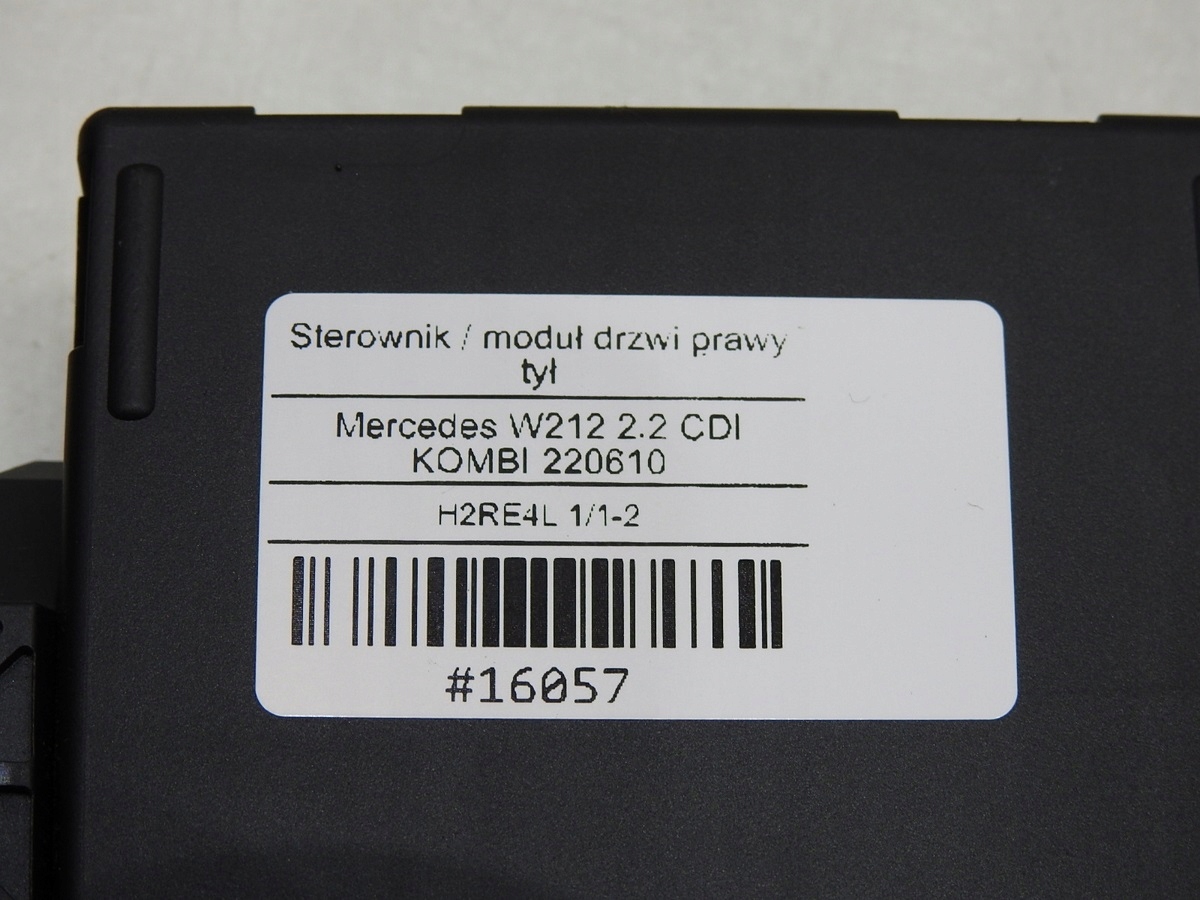 Sterownik / moduł drzwi prawy
tył
Mercedes W212 2.2 CDI
KOMBI 220610
H2RE4L 1/1-2
#16057